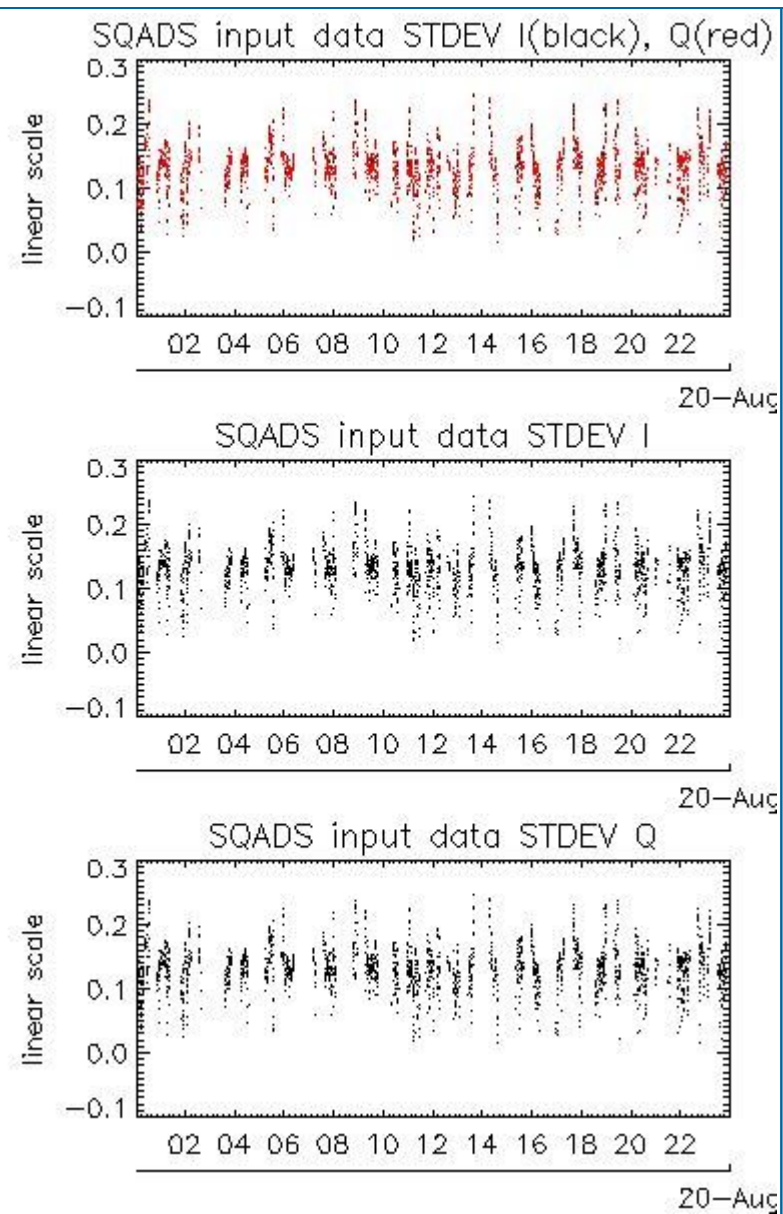 SQADS input data STDEV I(black), Q(red)
linear scale
0.3
0.2
0.1
0.0
−0.1
02 04 06 08 10 12 14 16 18 20 22
20−Aug
SQADS input data STDEV I
linear scale
0.3
0.2
0.1
0.0
−0.1
02 04 06 08 10 12 14 16 18 20 22
20−Aug
SQADS input data STDEV Q
linear scale
0.3
0.2
0.1
0.0
−0.1
02 04 06 08 10 12 14 16 18 20 22
20−Aug